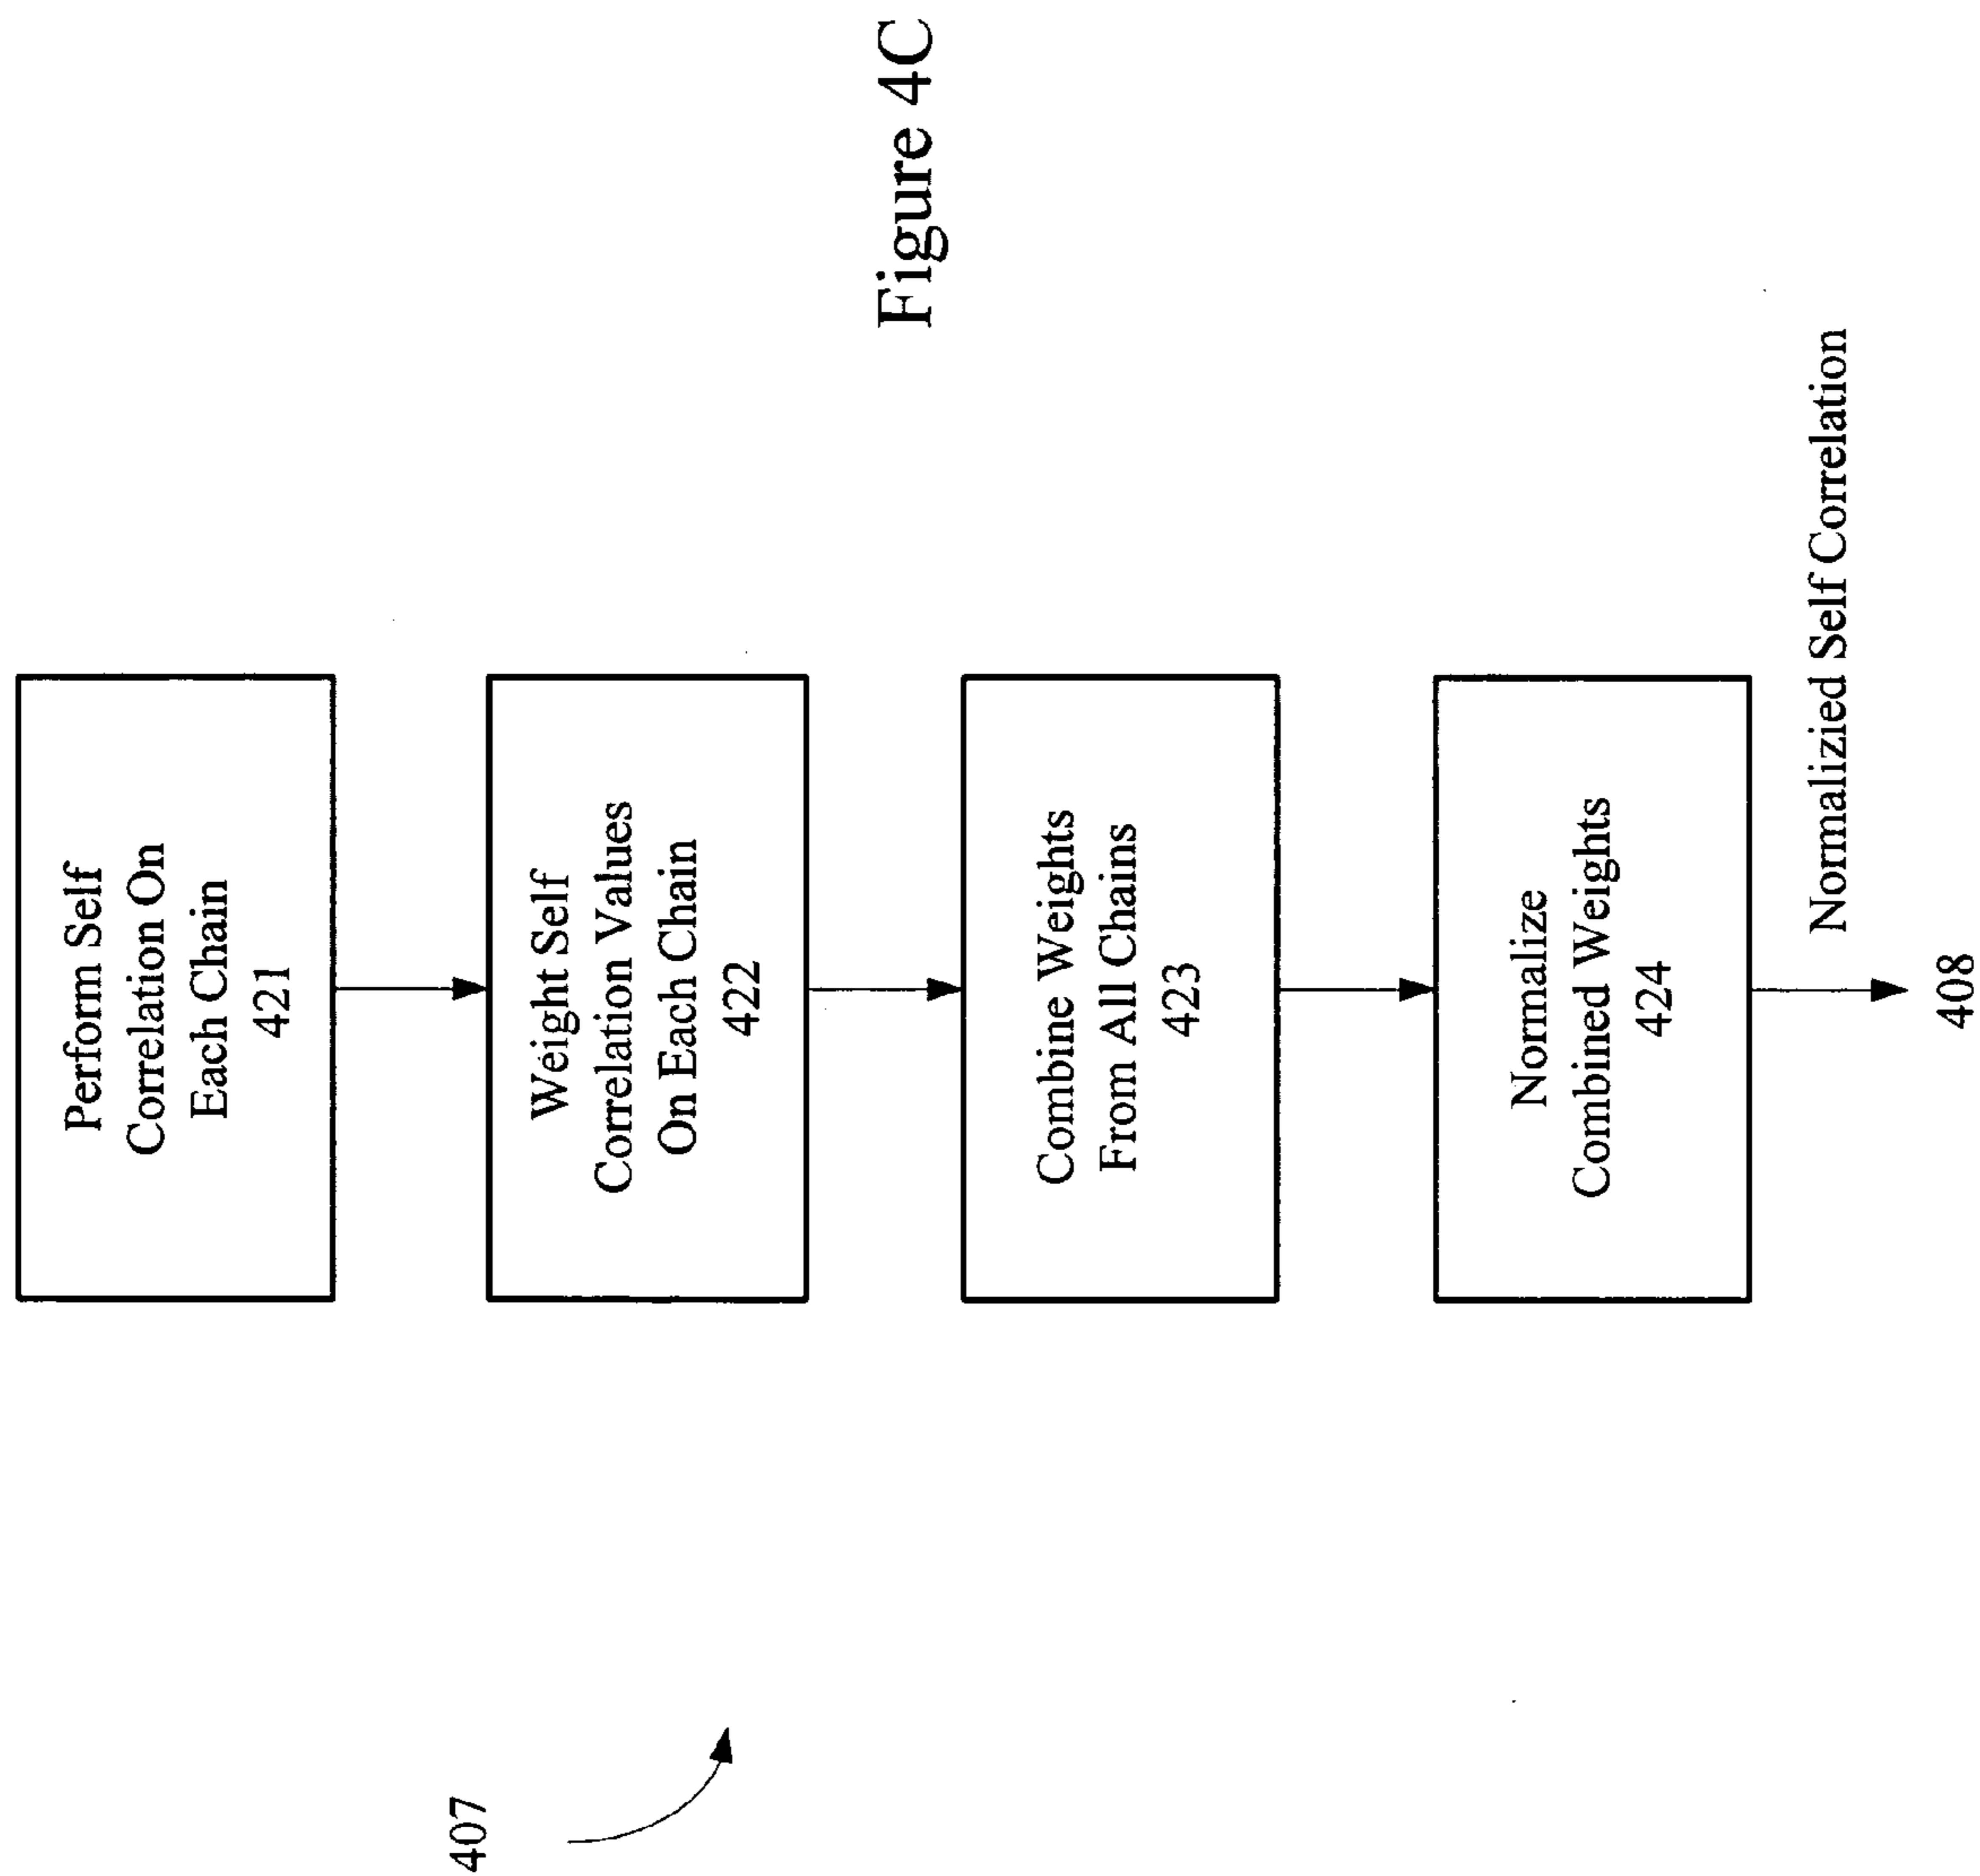 407
Perform Self
Correlation On
Each Chain
421
Weight Self
Correlation Values
On Each Chain
422
Combine Weights
From All Chains
423
Normalize
Combined Weights
424
Normalizied Self Correlation
408
Figure 4C